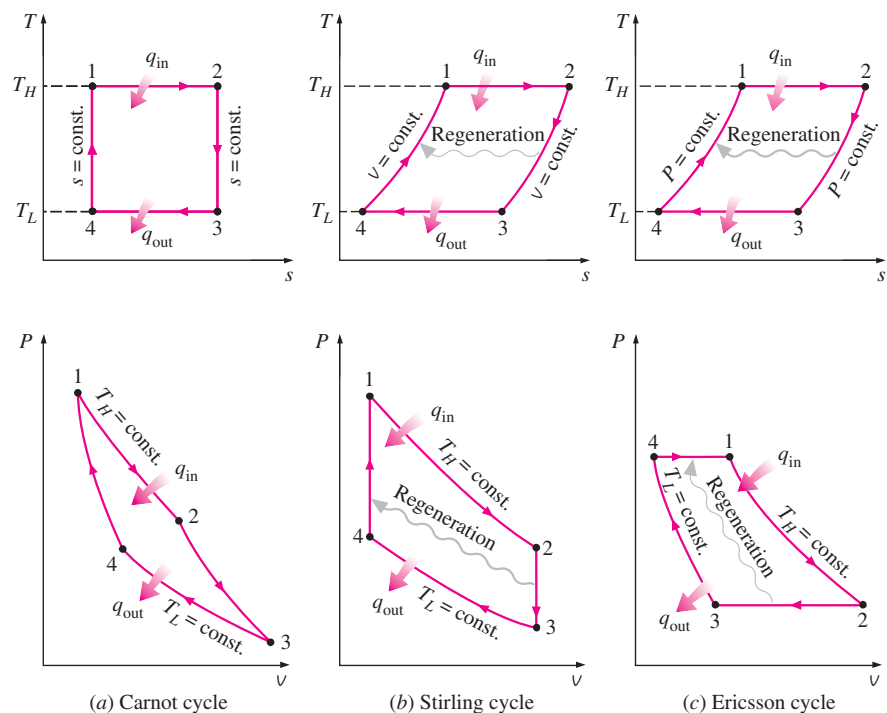 T
T
T
1
q_in
2
T_H
s = const.
s = const.
T_L
4
q_out
3
s
1
q_in
2
T_H
v = const.
Regeneration
v = const.
T_L
4
q_out
3
s
1
q_in
2
T_H
P = const.
Regeneration
P = const.
T_L
4
q_out
3
s
P
1
T_H = const.
q_in
2
4
q_out
T_L = const.
3
v
P
1
q_in
T_H = const.
Regeneration
2
4
q_out
T_L = const.
3
v
P
4
1
q_in
T_L = const.
Regeneration
T_H = const.
q_out
3
2
v
(a) Carnot cycle
(b) Stirling cycle
(c) Ericsson cycle